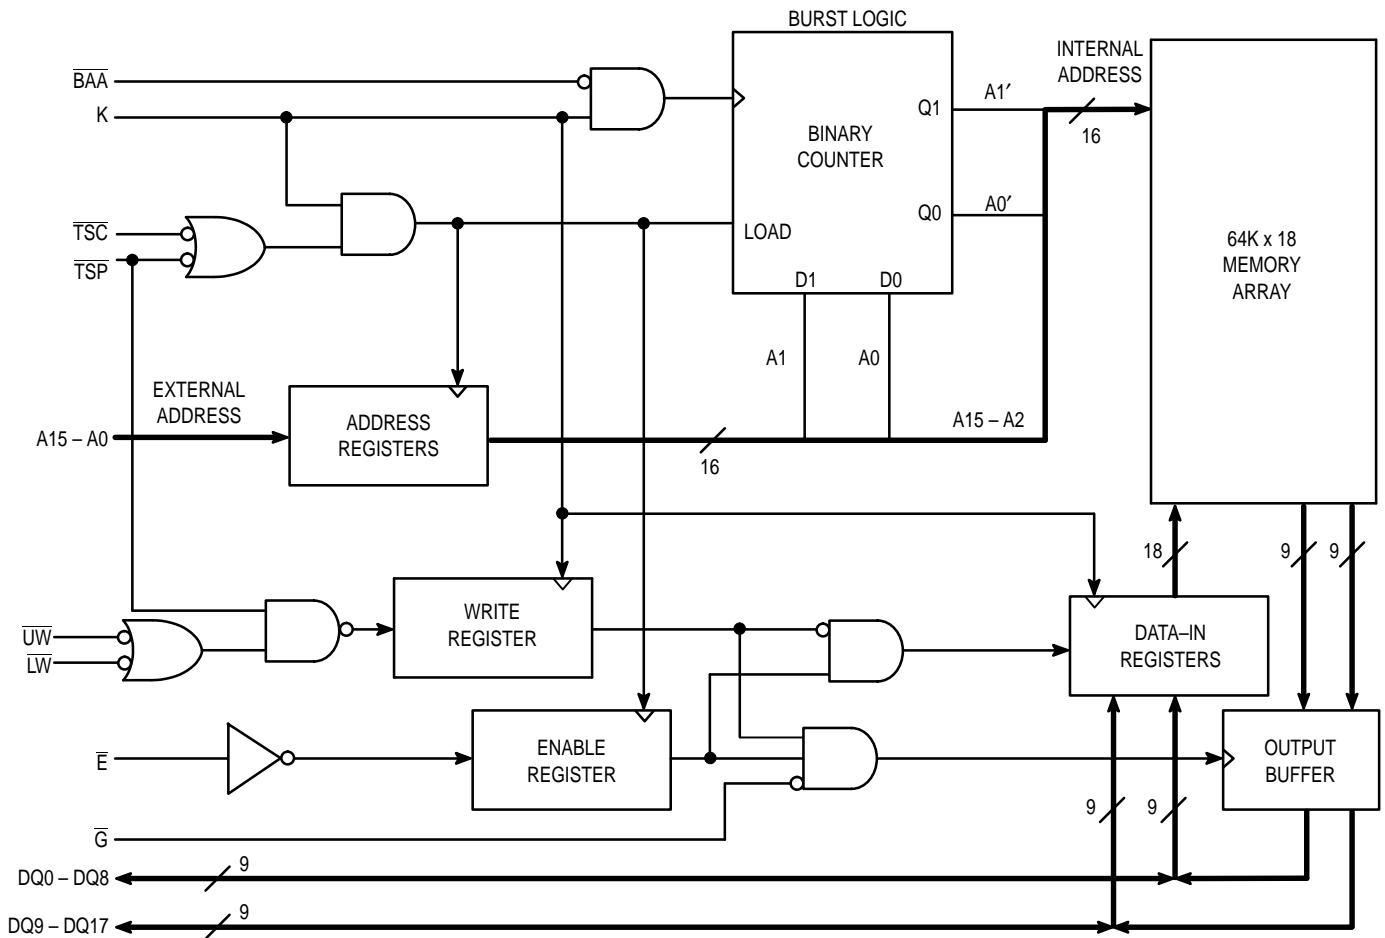 BURST LOGIC
BAA
K
TSC
TSP
BINARY
COUNTER
Q1
Q0
LOAD
D1
D0
A1′
A0′
INTERNAL
ADDRESS
16
64K x 18
MEMORY
ARRAY
A1
A0
EXTERNAL
ADDRESS
A15 – A0
ADDRESS
REGISTERS
16
A15 – A2
18
9
9
UW
LW
WRITE
REGISTER
DATA–IN
REGISTERS
E
ENABLE
REGISTER
OUTPUT
BUFFER
G
9
9
DQ0 – DQ8
9
DQ9 – DQ17
9